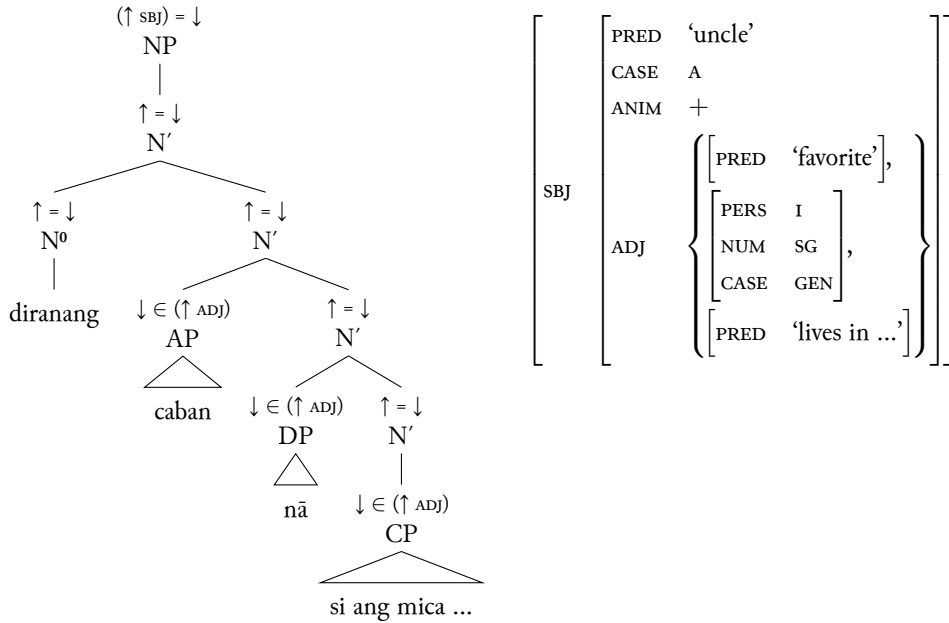 (↑ SBJ) = ↓
NP
↑ = ↓
N′
↑ = ↓ ↑ = ↓
N⁰ N′
diranang
↓ ∈ (↑ ADJ) ↑ = ↓
AP N′
caban
↓ ∈ (↑ ADJ) ↑ = ↓
DP N′
nā
↓ ∈ (↑ ADJ)
CP
si ang mica ...
SBJ
PRED ‘uncle’
CASE A
ANIM +
ADJ
PRED ‘favorite’ ,
PERS I
NUM SG ,
CASE GEN
PRED ‘lives in ...’